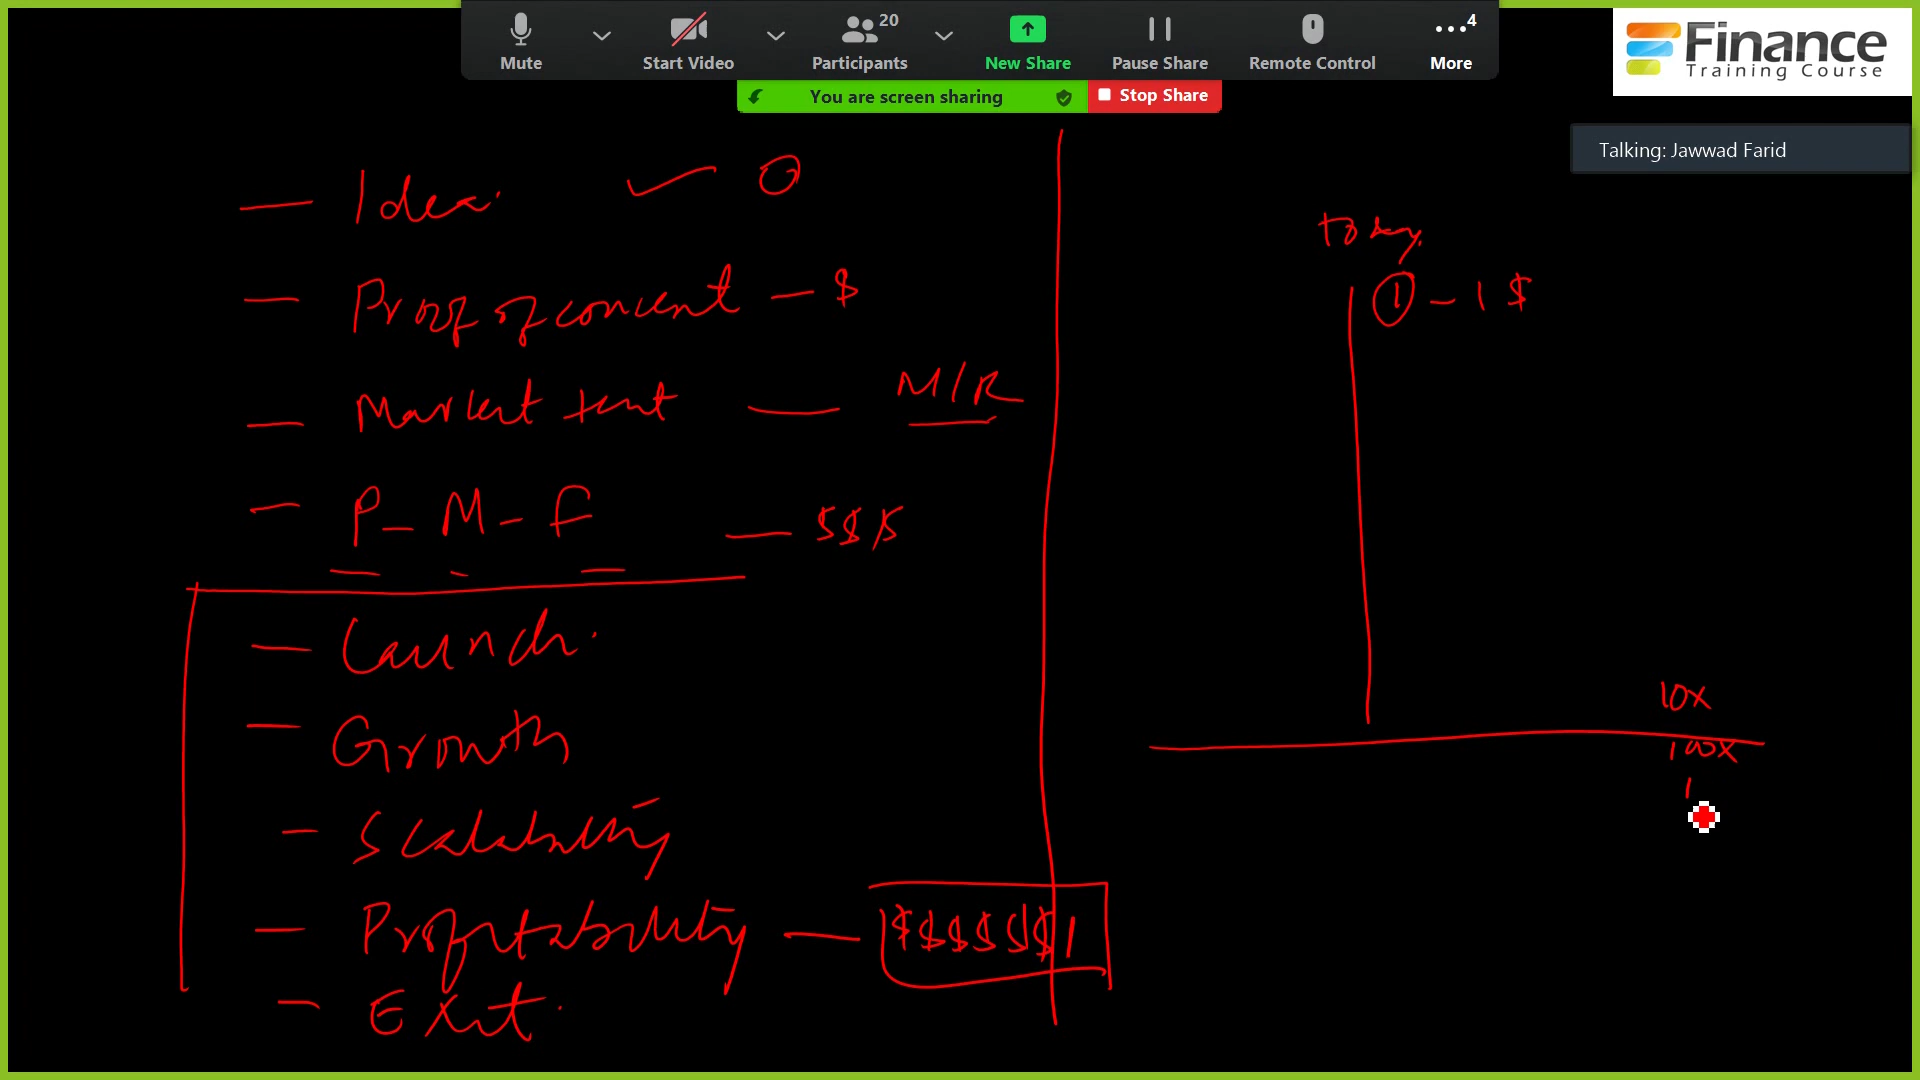 Mute
Start Video
Participants 20
New Share
Pause Share
Remote Control
More 4
You are screen sharing
Stop Share
Finance
Training Course
Talking: Jawwad Farid
— Idea. ✓ 0
— Proof of concept — $
— Market test — M/R
— P - M - F — $$$
— Launch.
— Growth
— Scalability
— Profitability — $$$$$$
— Exit.
today
① - 1 $
10x
100x
1